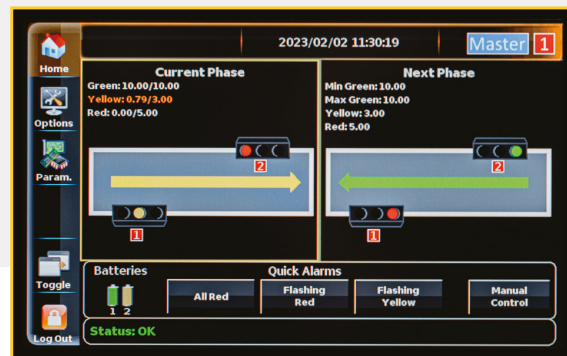 2023/02/02 11:30:19
Master 1
Home
Options
Param.
Toggle
Log Out
Current Phase
Green: 10.00/10.00
Yellow: 0.79/3.00
Red: 0.00/5.00
2
1
Next Phase
Min Green: 10.00
Max Green: 10.00
Yellow: 3.00
Red: 5.00
2
1
Batteries
1 2
Quick Alarms
All Red
Flashing
Red
Flashing
Yellow
Manual
Control
Status: OK